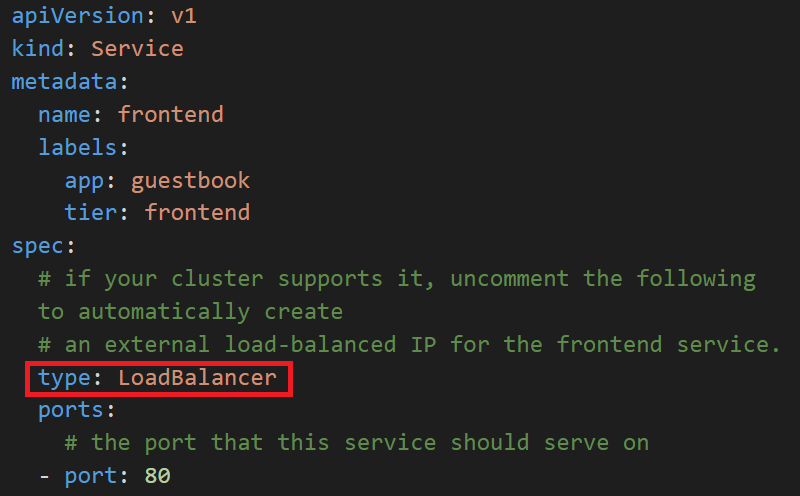 apiVersion: v1
kind: Service
metadata:
  name: frontend
  labels:
    app: guestbook
    tier: frontend
spec:
  # if your cluster supports it, uncomment the following
  to automatically create
  # an external load-balanced IP for the frontend service.
  type: LoadBalancer
  ports:
    # the port that this service should serve on
  - port: 80